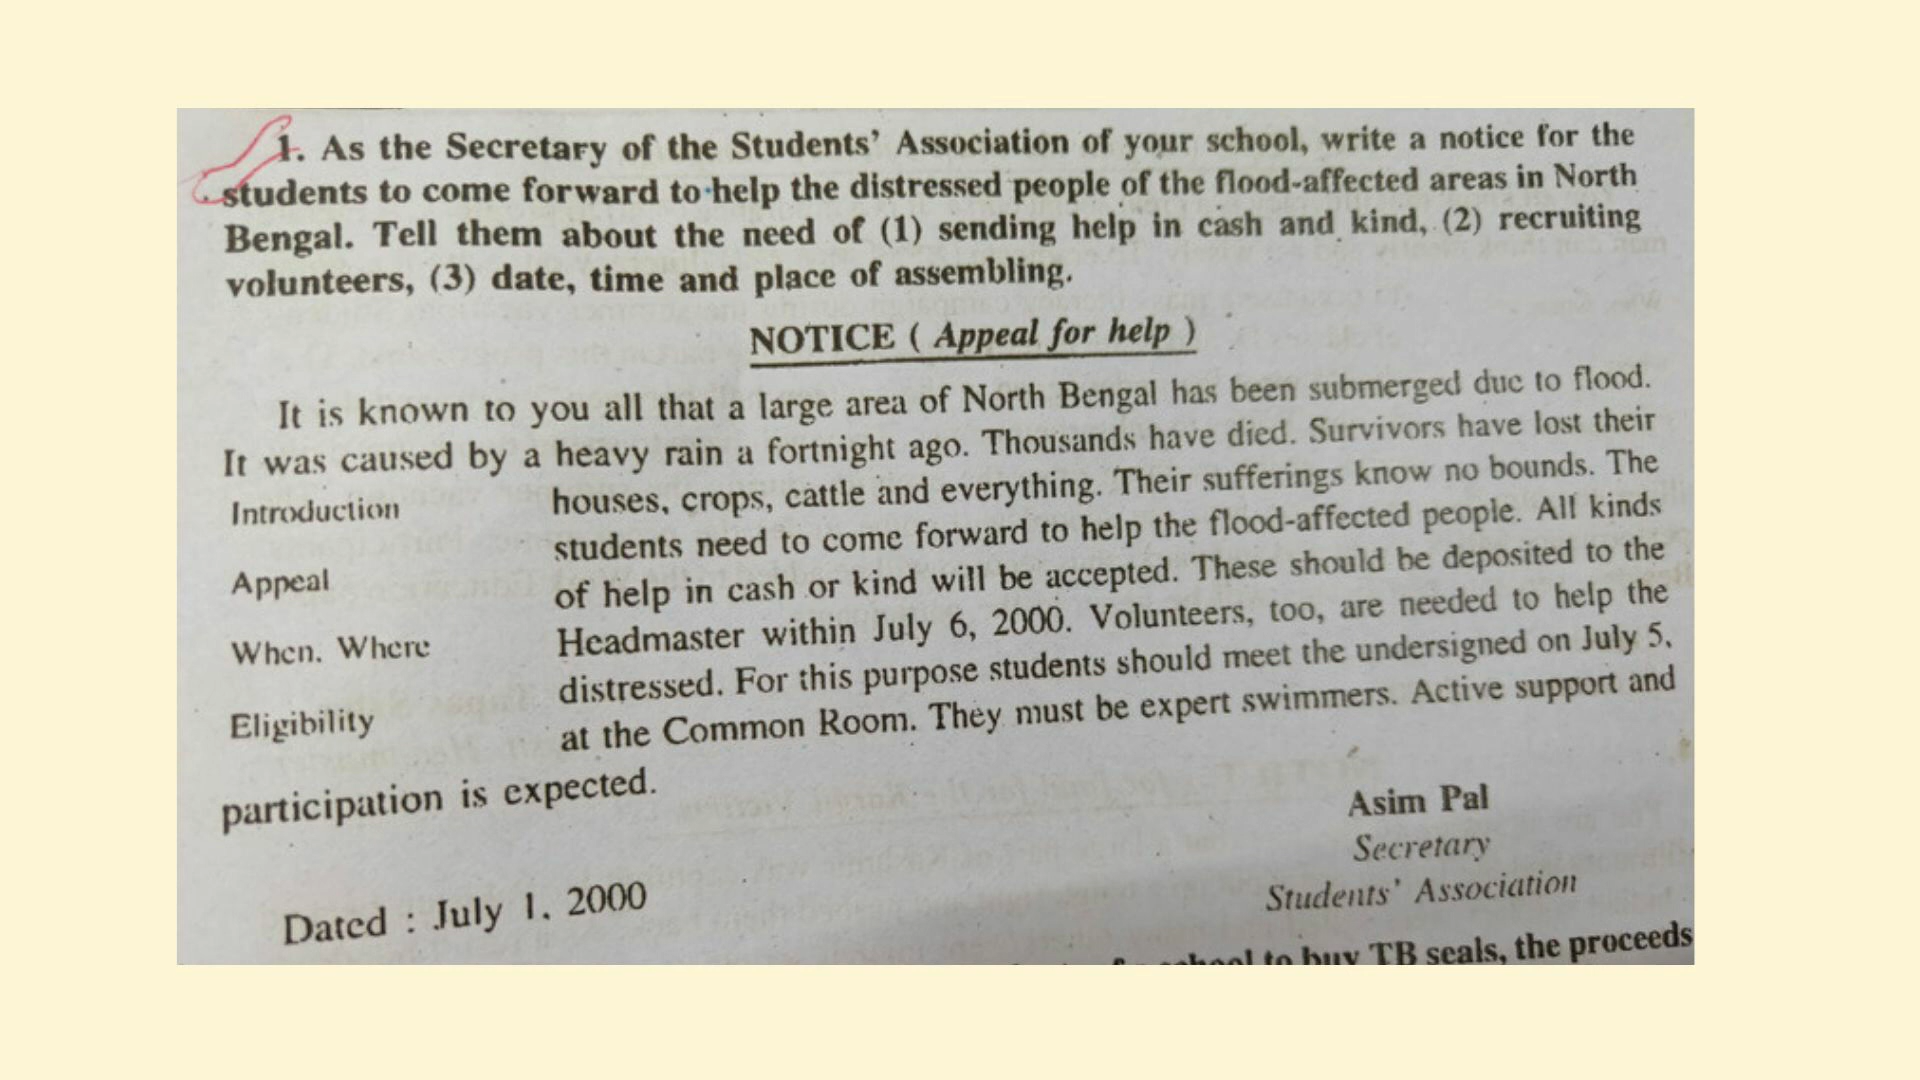 1. As the Secretary of the Students' Association of your school, write a notice for the
students to come forward to help the distressed people of the flood-affected areas in North
Bengal. Tell them about the need of (1) sending help in cash and kind, (2) recruiting
volunteers, (3) date, time and place of assembling.
NOTICE ( Appeal for help )
It is known to you all that a large area of North Bengal has been submerged due to flood.
It was caused by a heavy rain a fortnight ago. Thousands have died. Survivors have lost their
Introduction houses, crops, cattle and everything. Their sufferings know no bounds. The
students need to come forward to help the flood-affected people. All kinds
Appeal of help in cash or kind will be accepted. These should be deposited to the
When. Where Headmaster within July 6, 2000. Volunteers, too, are needed to help the
distressed. For this purpose students should meet the undersigned on July 5,
Eligibility at the Common Room. They must be expert swimmers. Active support and
participation is expected.
Asim Pal
Secretary
Students' Association
Dated : July 1. 2000
school to buy TB seals, the proceeds